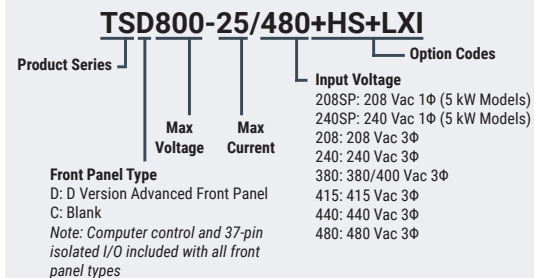 TSD800-25/480+HS+LXI
Product Series
Option Codes
Max
Voltage
Max
Current
Input Voltage
208SP: 208 Vac 1Φ (5 kW Models)
240SP: 240 Vac 1Φ (5 kW Models)
208: 208 Vac 3Φ
240: 240 Vac 3Φ
380: 380/400 Vac 3Φ
415: 415 Vac 3Φ
440: 440 Vac 3Φ
480: 480 Vac 3Φ
Front Panel Type
D: D Version Advanced Front Panel
C: Blank
Note: Computer control and 37-pin
isolated I/O included with all front
panel types